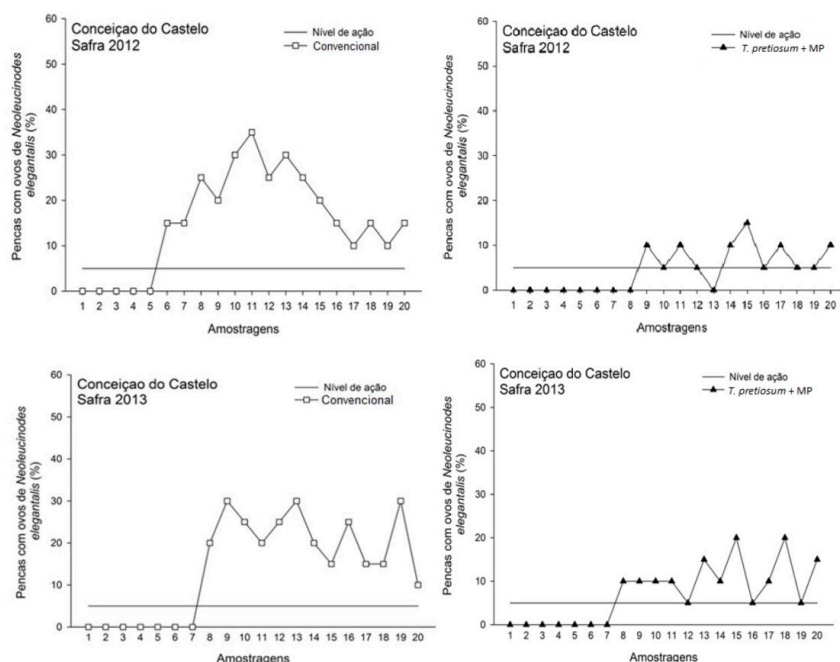 Conceiçao do Castelo
Safra 2012
Nível de ação
Convencional
Pencas com ovos de Neoleucinodes
elegantalis (%)
60
50
40
30
20
10
0
1 2 3 4 5 6 7 8 9 10 11 12 13 14 15 16 17 18 19 20
Amostragens
Conceiçao do Castelo
Safra 2012
Nível de ação
T. pretiosum + MP
Pencas com ovos de Neoleucinodes
elegantalis (%)
60
50
40
30
20
10
0
1 2 3 4 5 6 7 8 9 10 11 12 13 14 15 16 17 18 19 20
Amostragens
Conceiçao do Castelo
Safra 2013
Nível de ação
Convencional
Pencas com ovos de Neoleucinodes
elegantalis (%)
60
50
40
30
20
10
0
1 2 3 4 5 6 7 8 9 10 11 12 13 14 15 16 17 18 19 20
Amostragens
Conceiçao do Castelo
Safra 2013
Nível de ação
T. pretiosum + MP
Pencas com ovos de Neoleucinodes
elegantalis (%)
60
50
40
30
20
10
0
1 2 3 4 5 6 7 8 9 10 11 12 13 14 15 16 17 18 19 20
Amostragens